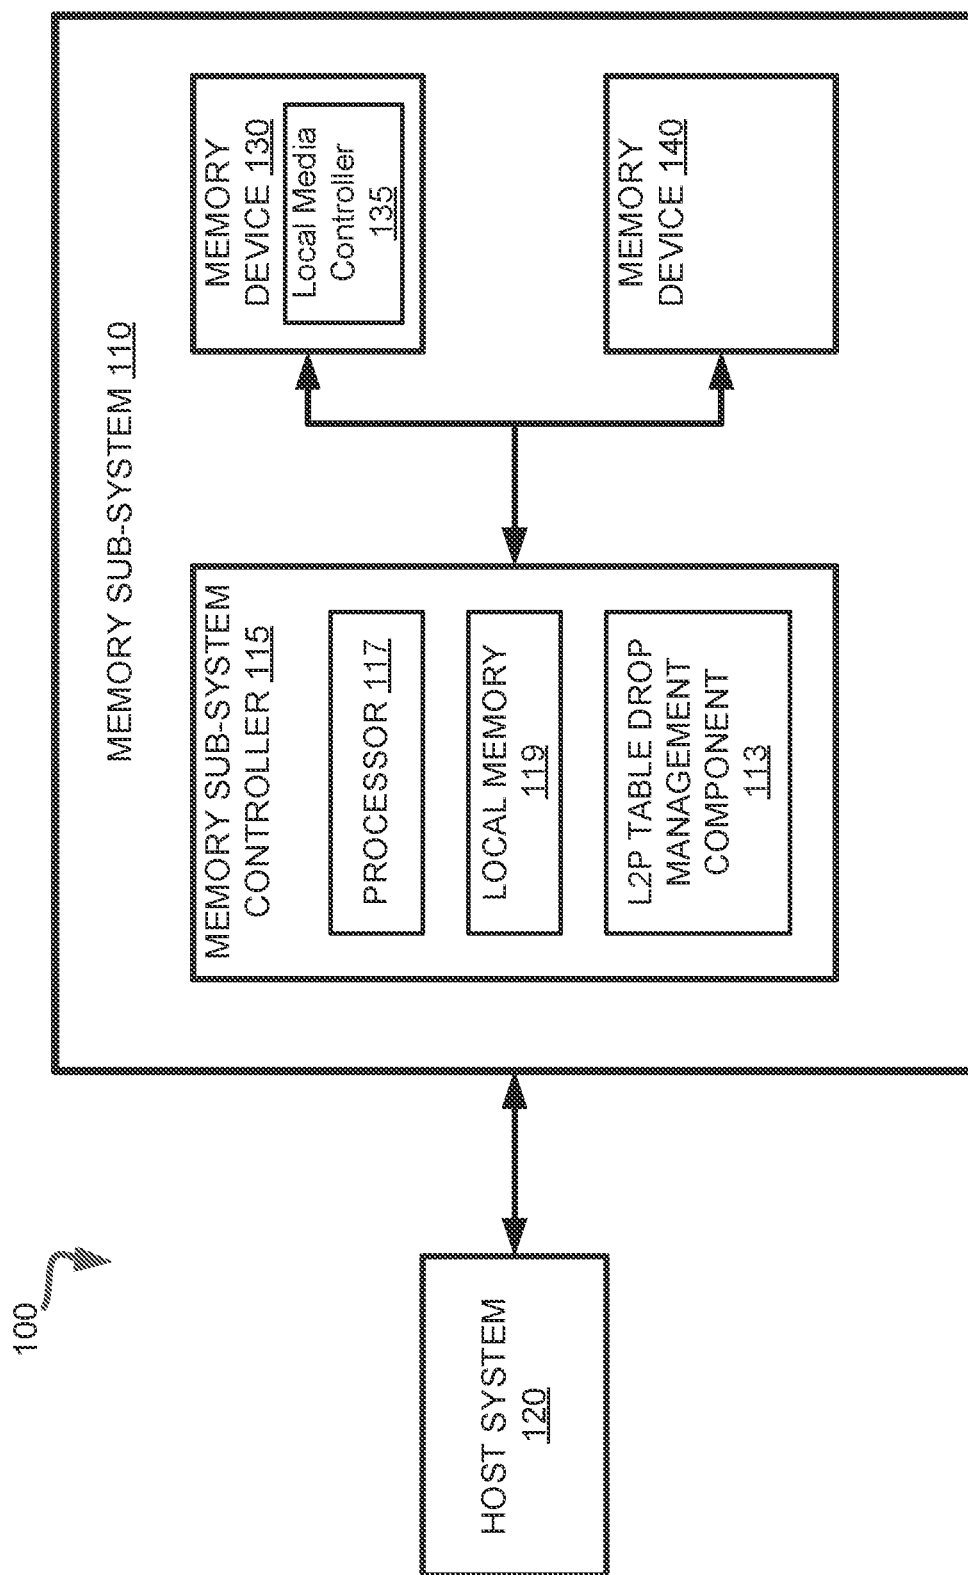 100
HOST SYSTEM
120
MEMORY SUB-SYSTEM 110
MEMORY SUB-SYSTEM
CONTROLLER 115
PROCESSOR 117
LOCAL MEMORY
119
L2P TABLE DROP
MANAGEMENT
COMPONENT
113
MEMORY
DEVICE 130
Local Media
Controller
135
MEMORY
DEVICE 140